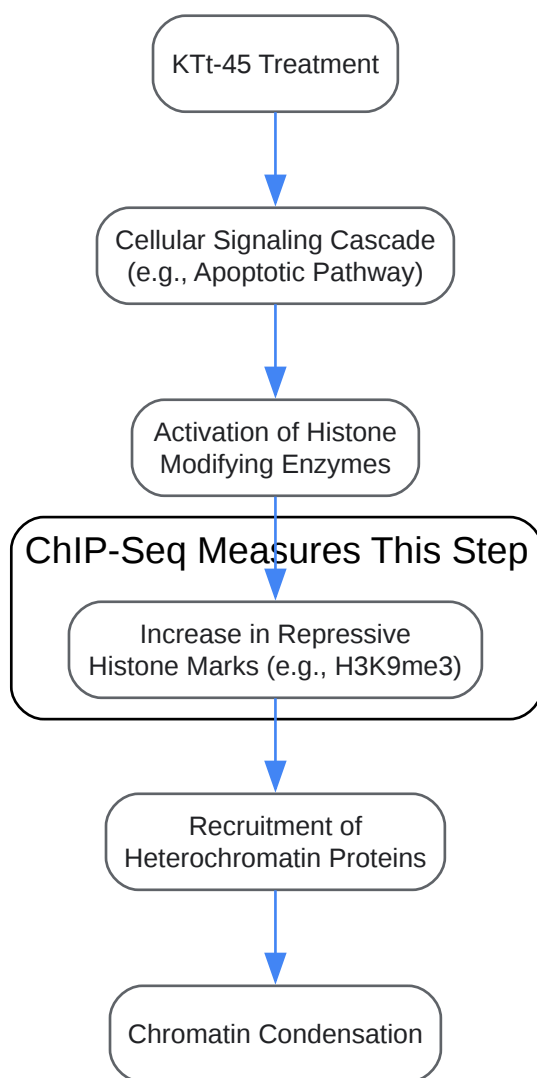 KTt-45 Treatment
Cellular Signaling Cascade
(e.g., Apoptotic Pathway)
Activation of Histone
Modifying Enzymes
ChIP-Seq Measures This Step
Increase in Repressive
Histone Marks (e.g., H3K9me3)
Recruitment of
Heterochromatin Proteins
Chromatin Condensation